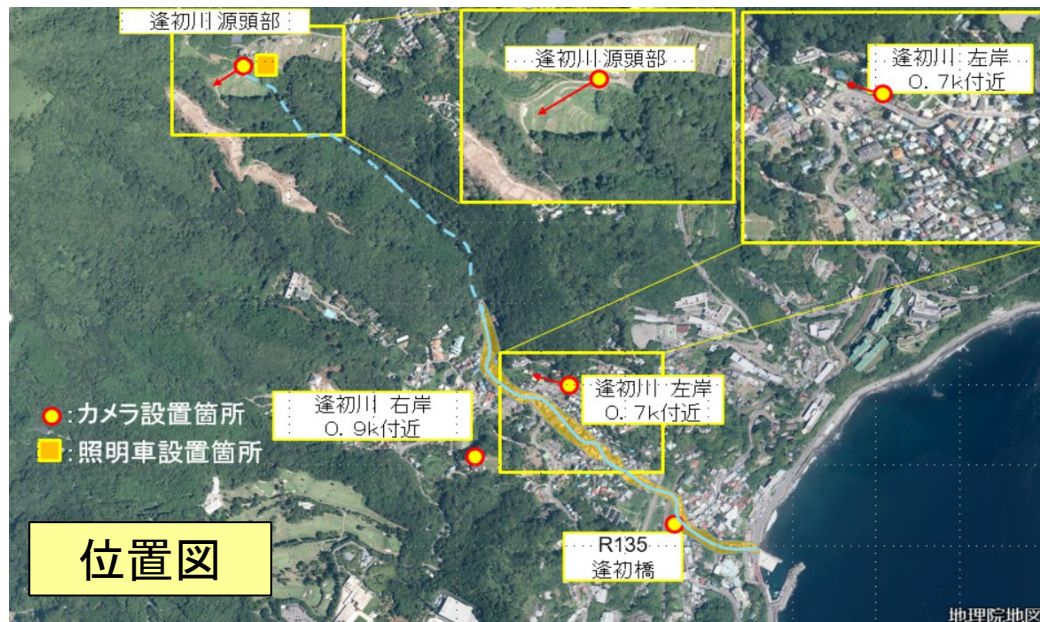 逢初川源頭部
逢初川源頭部
逢初川 左岸
0.7k付近
逢初川 右岸
0.9k付近
逢初川 左岸
0.7k付近
:カメラ設置箇所
:照明車設置箇所
R135
逢初橋
位置図
地理院地図